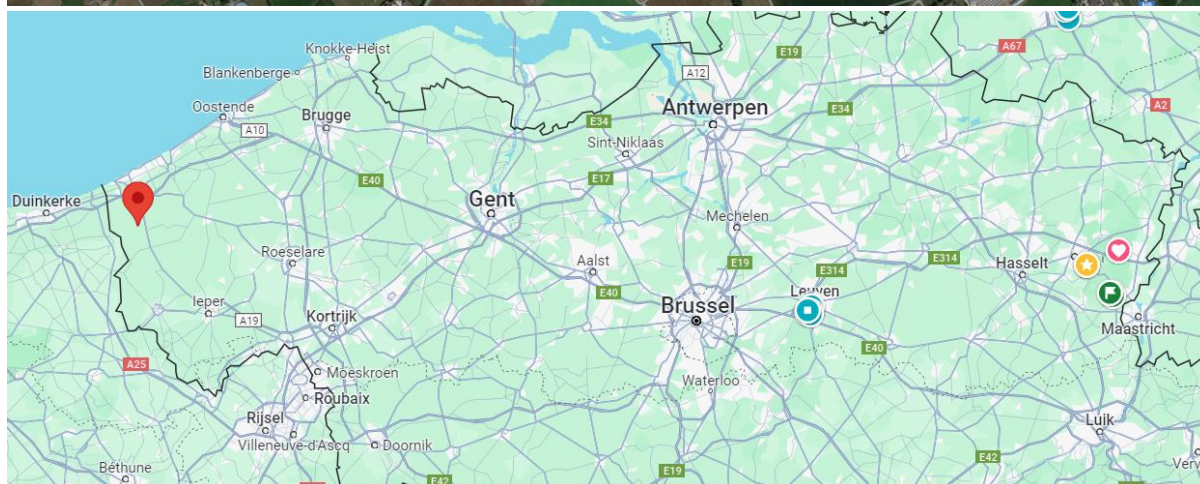 Knokke-Heist
A67
E19
Blankenberge
A12
A2
Oostende
Antwerpen
E34
Brugge
A10
E34
Sint-Niklaas
E17
Duinkerke
E40
Gent
Mechelen
Roeselare
E19
Aalst
E314
E314
Hasselt
E40
Leuven
Ieper
Brussel
A19
Kortrijk
Maastricht
E40
A25
Moeskroen
Waterloo
Roubaix
Rijsel
Luik
Villeneuve-d'Ascq
Doornik
E42
Béthune
E19
E42
Verv